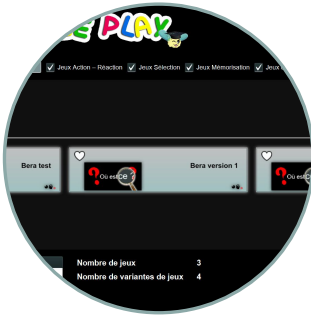 E PLAY
Jeux Action – Réaction Jeux Sélection Jeux Mémorisation Jeux
Bera test
Bera version 1
? Où est ce ?
? Où est
Nombre de jeux 3
Nombre de variantes de jeux 4